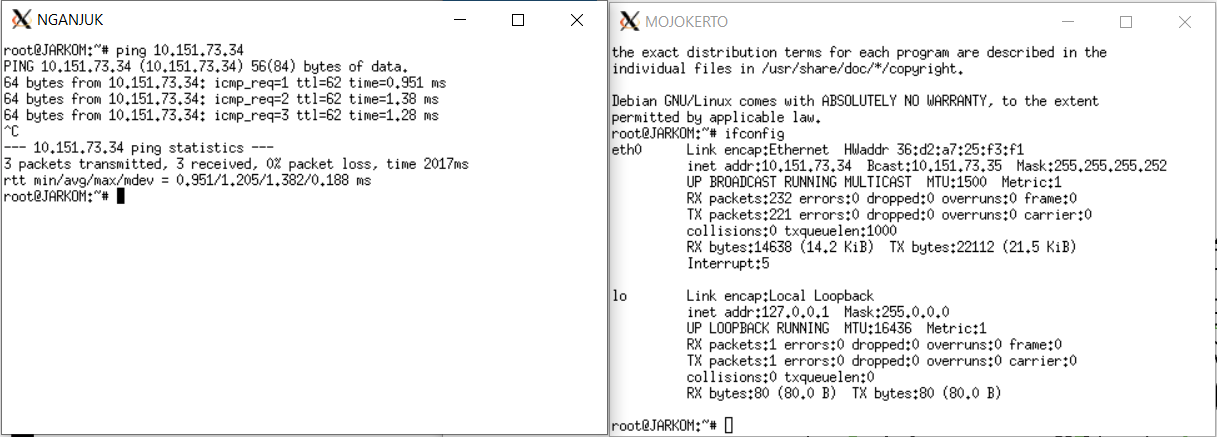 NGANJUK
root@JARKOM:~# ping 10.151.73.34
PING 10.151.73.34 (10.151.73.34) 56(84) bytes of data.
64 bytes from 10.151.73.34: icmp_req=1 ttl=62 time=0.951 ms
64 bytes from 10.151.73.34: icmp_req=2 ttl=62 time=1.38 ms
64 bytes from 10.151.73.34: icmp_req=3 ttl=62 time=1.28 ms
^C
--- 10.151.73.34 ping statistics ---
3 packets transmitted, 3 received, 0% packet loss, time 2017ms
rtt min/avg/max/mdev = 0.951/1.205/1.382/0.188 ms
root@JARKOM:~#
MOJOKERTO
the exact distribution terms for each program are described in the
individual files in /usr/share/doc/*/copyright.
Debian GNU/Linux comes with ABSOLUTELY NO WARRANTY, to the extent
permitted by applicable law.
root@JARKOM:~# ifconfig
eth0 Link encap:Ethernet HWaddr 36:d2:a7:25:f3:f1
inet addr:10.151.73.34 Bcast:10.151.73.35 Mask:255.255.255.252
UP BROADCAST RUNNING MULTICAST MTU:1500 Metric:1
RX packets:232 errors:0 dropped:0 overruns:0 frame:0
TX packets:221 errors:0 dropped:0 overruns:0 carrier:0
collisions:0 txqueuelen:1000
RX bytes:14638 (14.2 KiB) TX bytes:22112 (21.5 KiB)
Interrupt:5
lo Link encap:Local Loopback
inet addr:127.0.0.1 Mask:255.0.0.0
UP LOOPBACK RUNNING MTU:16436 Metric:1
RX packets:1 errors:0 dropped:0 overruns:0 frame:0
TX packets:1 errors:0 dropped:0 overruns:0 carrier:0
collisions:0 txqueuelen:0
RX bytes:80 (80.0 B) TX bytes:80 (80.0 B)
root@JARKOM:~#